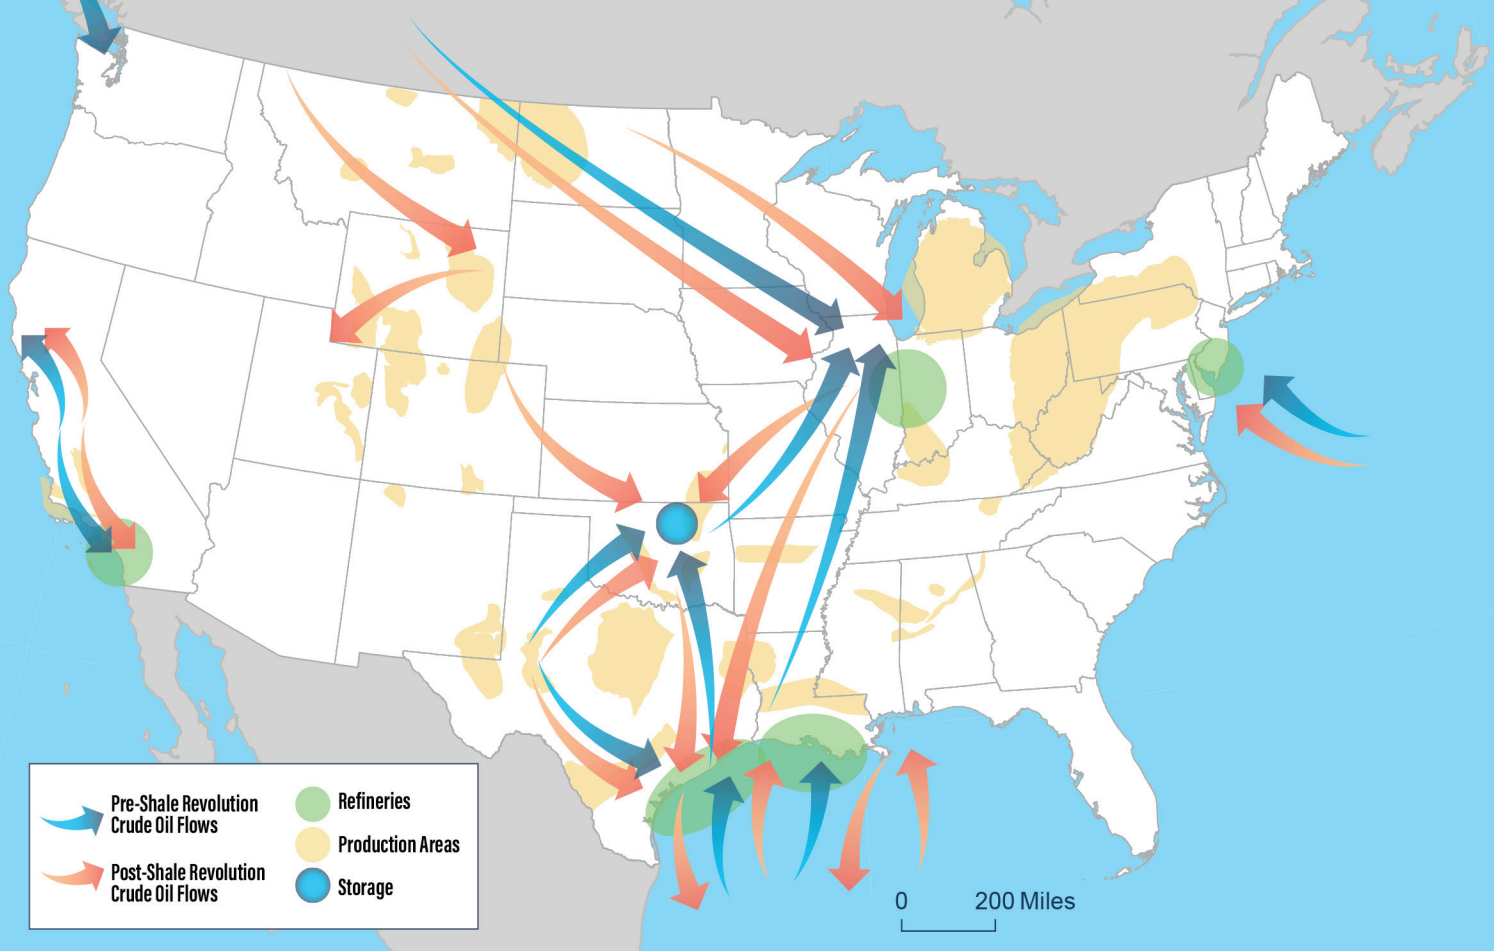 Pre-Shale Revolution
Crude Oil Flows
Post-Shale Revolution
Crude Oil Flows
Refineries
Production Areas
Storage
0 200 Miles